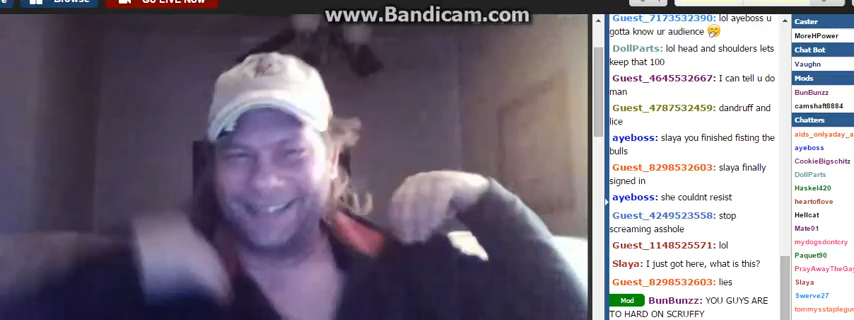 Browse
GO LIVE NOW
www.Bandicam.com
Guest_7173532390: lol ayeboss u
gotta know ur audience
DollParts: lol head and shoulders lets
keep that 100
Guest_4645532667: I can tell u do
man
Guest_4787532459: dandruff and
lice
ayeboss: slaya you finished fisting the
bulls
Guest_8298532603: slaya finally
signed in
ayeboss: she couldnt resist
Guest_4249523558: stop
screaming asshole
Guest_1148525571: lol
Slaya: I just got here, what is this?
Guest_8298532603: lies
Mod BunBunzz: YOU GUYS ARE
TO HARD ON SCRUFFY
Caster
MoreHPower
Chat Bot
Vaughn
Mods
BunBunzz
camshaft8884
Chatters
aids_onlyaday_a
ayeboss
CookieBigschitz
DollParts
Haskel420
heartoflove
Hellcat
Mate01
mydogsdontcry
Paquet90
PrayAwayTheGay
Slaya
Swerve27
tommysstaplegu